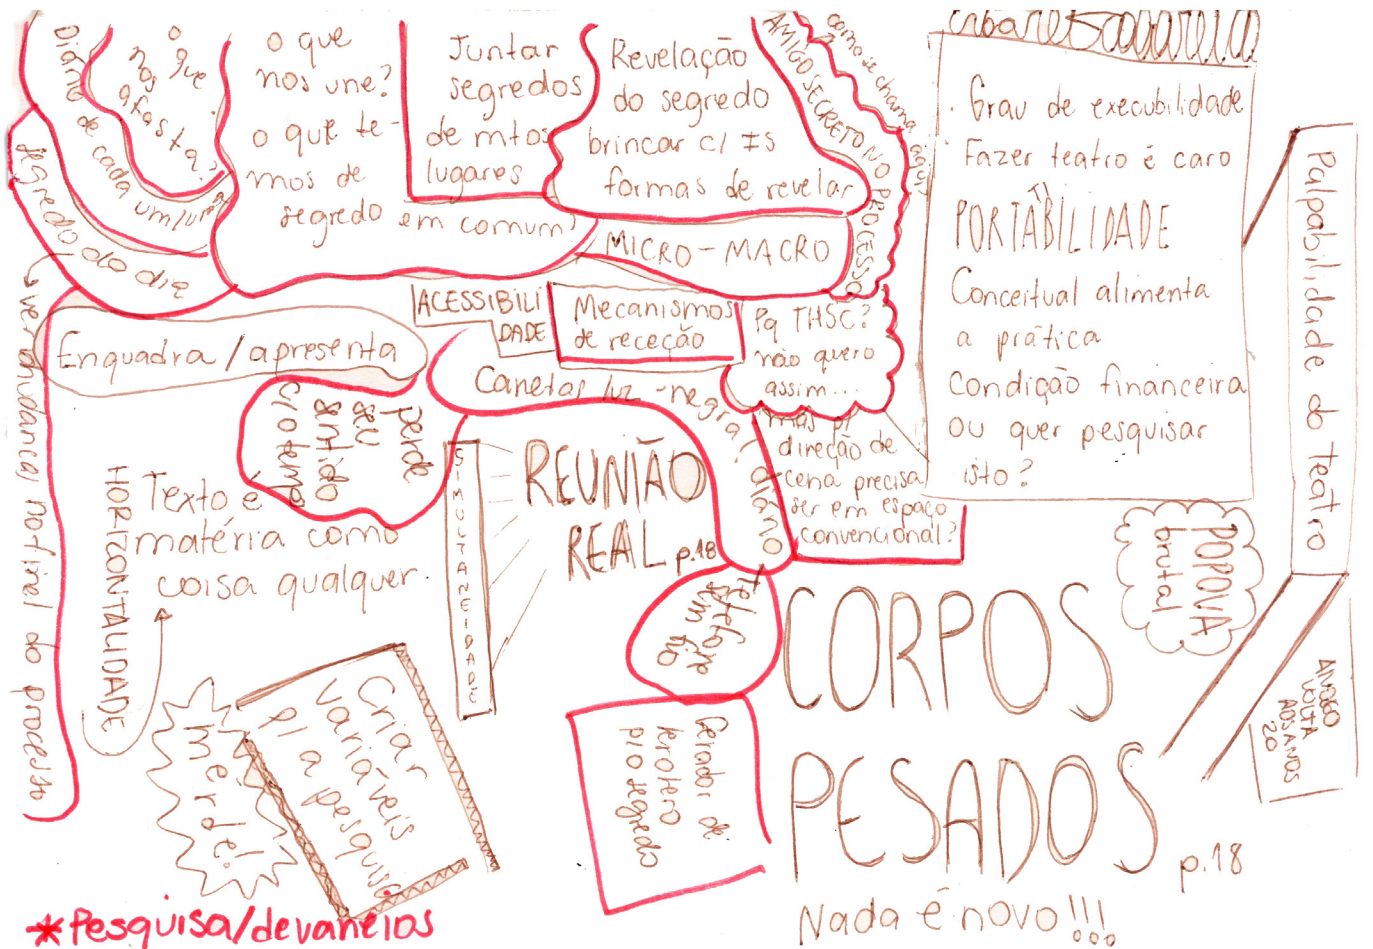 Diário de cada um/uma
o que
nos
afasta?
segredo do dia
→ ver mudança no final do processo
o que
nos une?
o que te-
mos de
segredo em comum?
Juntar
segredos
de mtos
lugares
Revelação
do segredo
brincar c/ ≠s
formas de revelar
AMIGO SECRETO NO PROCESSO
como se chama aqui?
MICRO-MACRO
ACESSIBILI
DADE
Mecanismos
de receção
Pq THSC?
não quero
assim...
mas p/
direção de
cena precisa
ser em espaço
convencional?
Enquadra/apresenta
perde
seu
sentido
c/o tempo
Canetas luz-negra? diário
telefone
sem fio
Gerador de
p/o segredo
SIMULTANEIDADE
REUNIÃO
REAL p.18
Texto é
matéria como
coisa qualquer.
HORIZONTALIDADE
merde!
Criar
variáveis
p/ a pesquisa
*Pesquisa/devaneios
. Grau de execubilidade
Fazer teatro é caro
PORTABILIDADE
Conceitual alimenta
a prática
Condição financeira
ou quer pesquisar
isto?
Palpabilidade do teatro
POPOVA
brutal
VOLTA
AOS ANOS
20
CORPOS
PESADOS
p.18
Nada é novo!!!